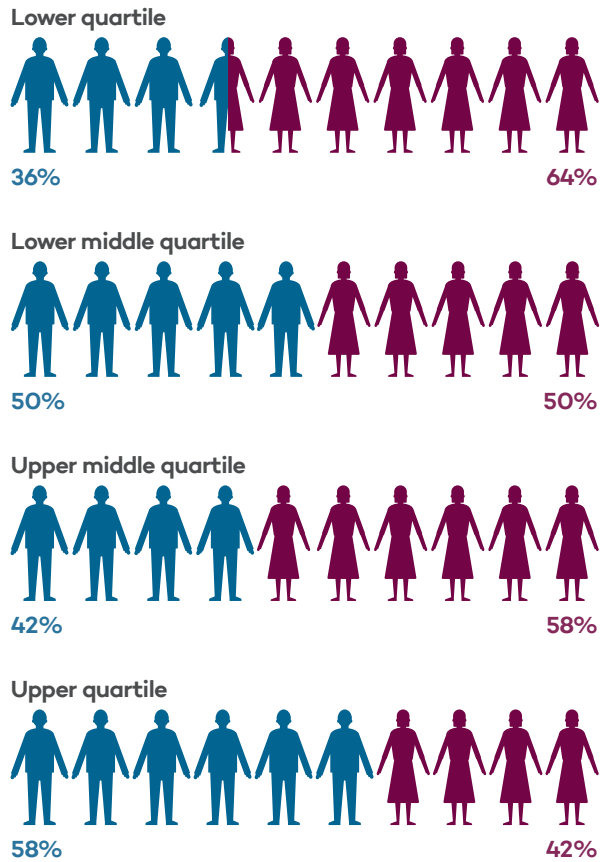 Lower quartile
36% 64%
Lower middle quartile
50% 50%
Upper middle quartile
42% 58%
Upper quartile
58% 42%